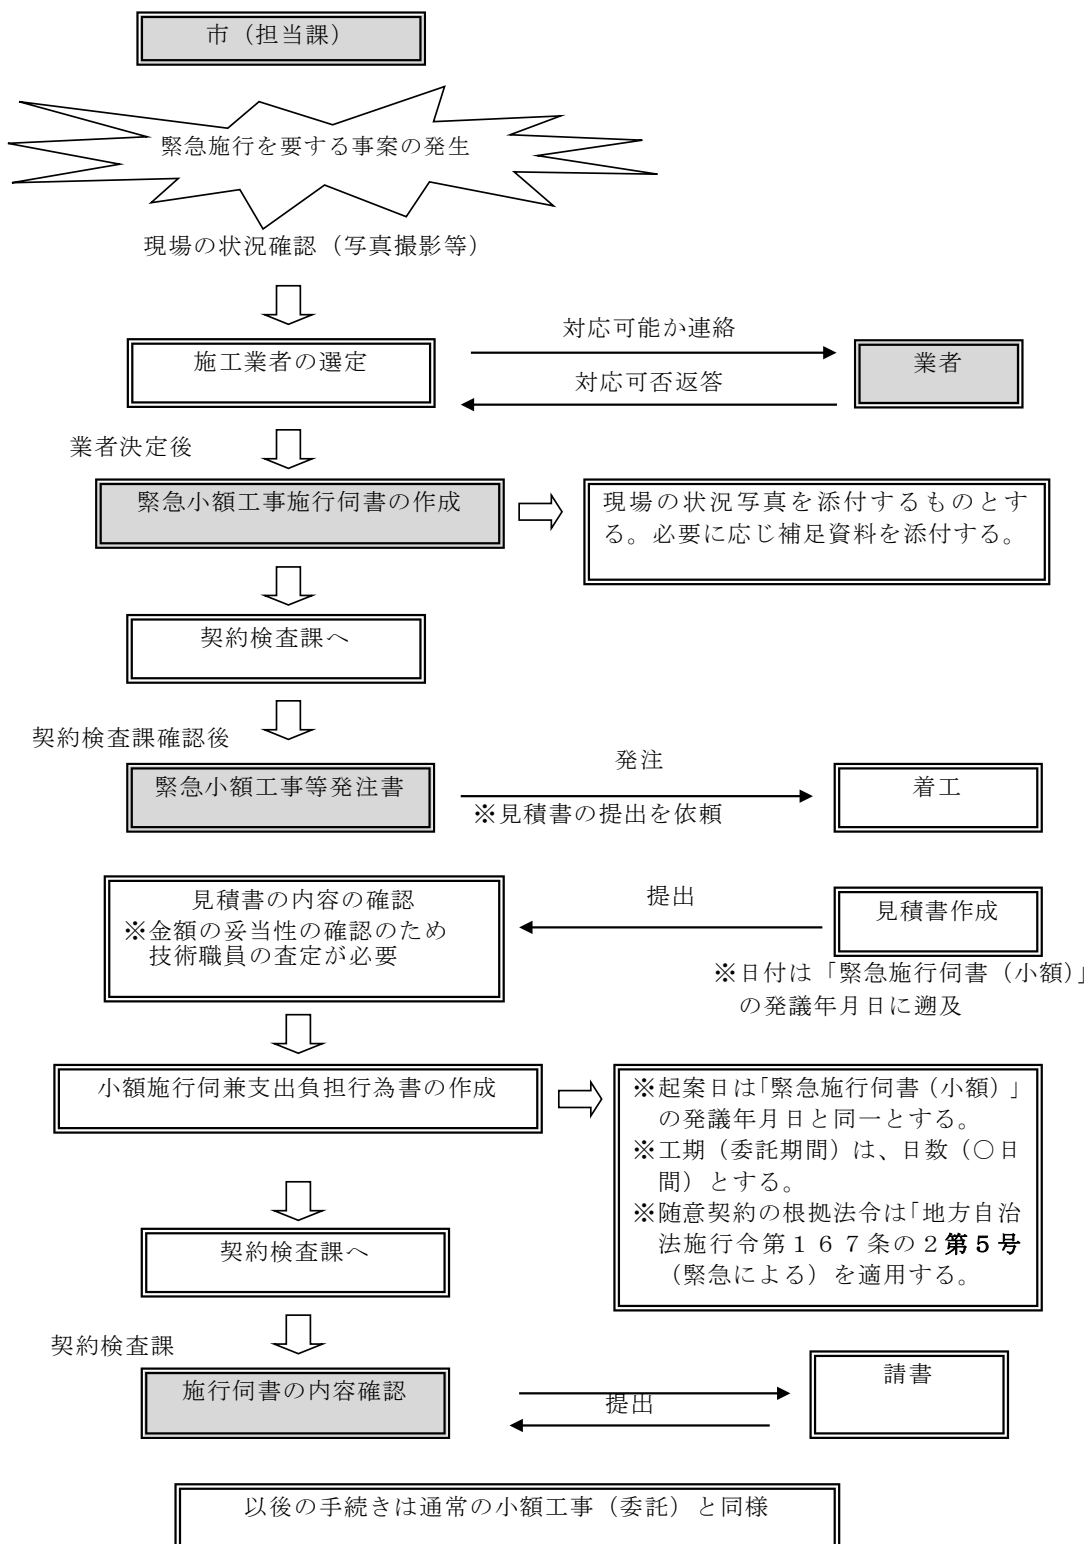 市（担当課）
緊急施行を要する事案の発生
現場の状況確認（写真撮影等）
対応可能か連絡
施工業者の選定
業者
対応可否返答
業者決定後
緊急小額工事施行伺書の作成
現場の状況写真を添付するものとす
る。必要に応じ補足資料を添付する。
契約検査課へ
契約検査課確認後
緊急小額工事等発注書
発注
※見積書の提出を依頼
着工
見積書の内容の確認
※金額の妥当性の確認のため
技術職員の査定が必要
提出
見積書作成
※日付は「緊急施行伺書（小額）」
の発議年月日に遡及
小額施行伺兼支出負担行為書の作成
※起案日は「緊急施行伺書（小額）」
の発議年月日と同一とする。
※工期（委託期間）は、日数（○日
間）とする。
※随意契約の根拠法令は「地方自治
法施行令第１６７条の２第５号
（緊急による）を適用する。
契約検査課へ
契約検査課
施行伺書の内容確認
提出
請書
以後の手続きは通常の小額工事（委託）と同様